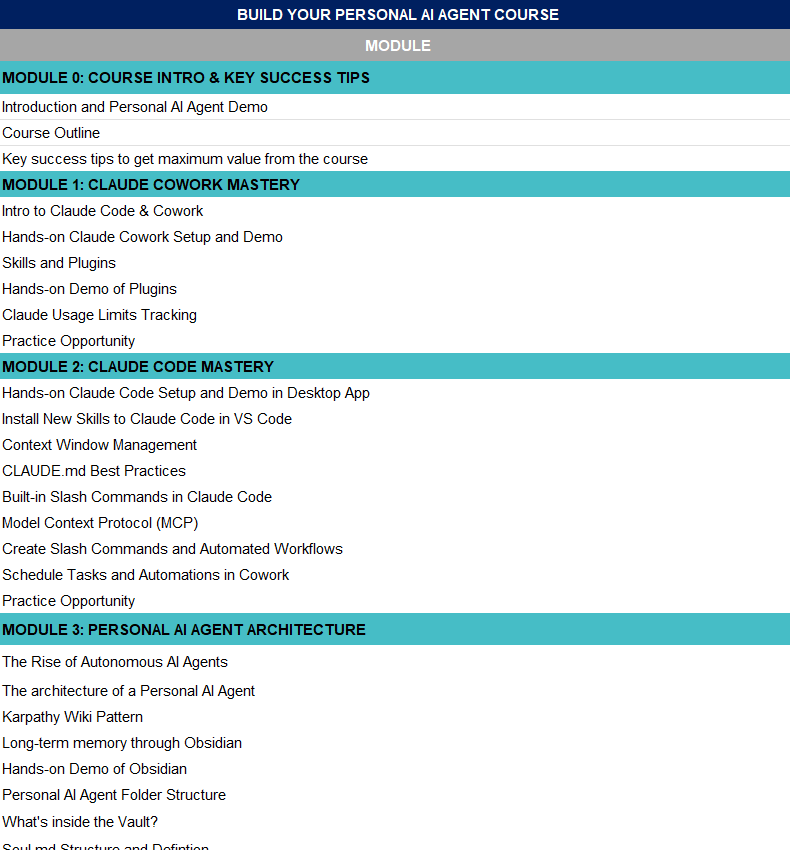 BUILD YOUR PERSONAL AI AGENT COURSE
MODULE
MODULE 0: COURSE INTRO & KEY SUCCESS TIPS
Introduction and Personal AI Agent Demo
Course Outline
Key success tips to get maximum value from the course
MODULE 1: CLAUDE COWORK MASTERY
Intro to Claude Code & Cowork
Hands-on Claude Cowork Setup and Demo
Skills and Plugins
Hands-on Demo of Plugins
Claude Usage Limits Tracking
Practice Opportunity
MODULE 2: CLAUDE CODE MASTERY
Hands-on Claude Code Setup and Demo in Desktop App
Install New Skills to Claude Code in VS Code
Context Window Management
CLAUDE.md Best Practices
Built-in Slash Commands in Claude Code
Model Context Protocol (MCP)
Create Slash Commands and Automated Workflows
Schedule Tasks and Automations in Cowork
Practice Opportunity
MODULE 3: PERSONAL AI AGENT ARCHITECTURE
The Rise of Autonomous AI Agents
The architecture of a Personal AI Agent
Karpathy Wiki Pattern
Long-term memory through Obsidian
Hands-on Demo of Obsidian
Personal AI Agent Folder Structure
What's inside the Vault?
Soul.md Structure and Defintion